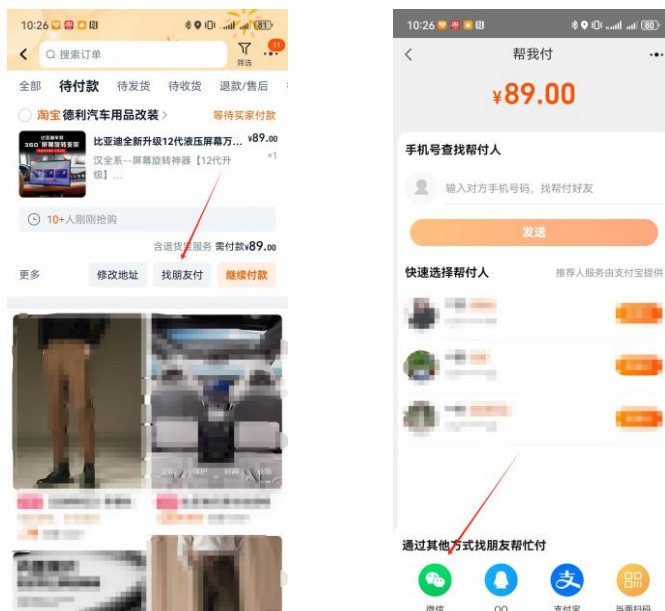 10:26
81
搜索订单
筛选
11
全部 待付款 待发货 待收货 退款/售后
淘宝 德利汽车用品改装 >
等待买家付款
360°屏幕旋转支架
比亚迪全新升级12代液压屏幕万... ¥89.00
汉全系--屏幕旋转神器【12代升 ×1
级】...
10+人刚刚抢购
含退货宝服务 需付款¥89.00
更多 修改地址 找朋友付 继续付款
10:26
80
帮我付
¥89.00
手机号查找帮付人
输入对方手机号码，找帮付好友
发送
快速选择帮付人 推荐人服务由支付宝提供
通过其他方式找朋友帮忙付
微信 QQ 支付宝 当面扫码